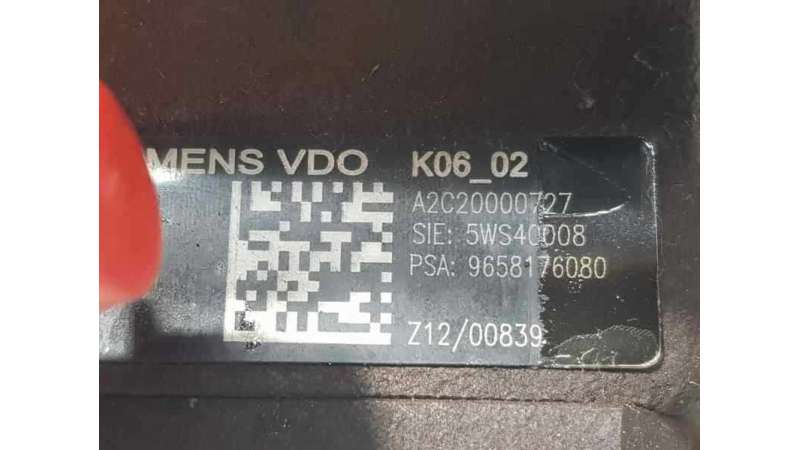 MENS VDO K06_02
A2C20000727
SIE: 5WS40008
PSA: 9658176080
Z12/00839